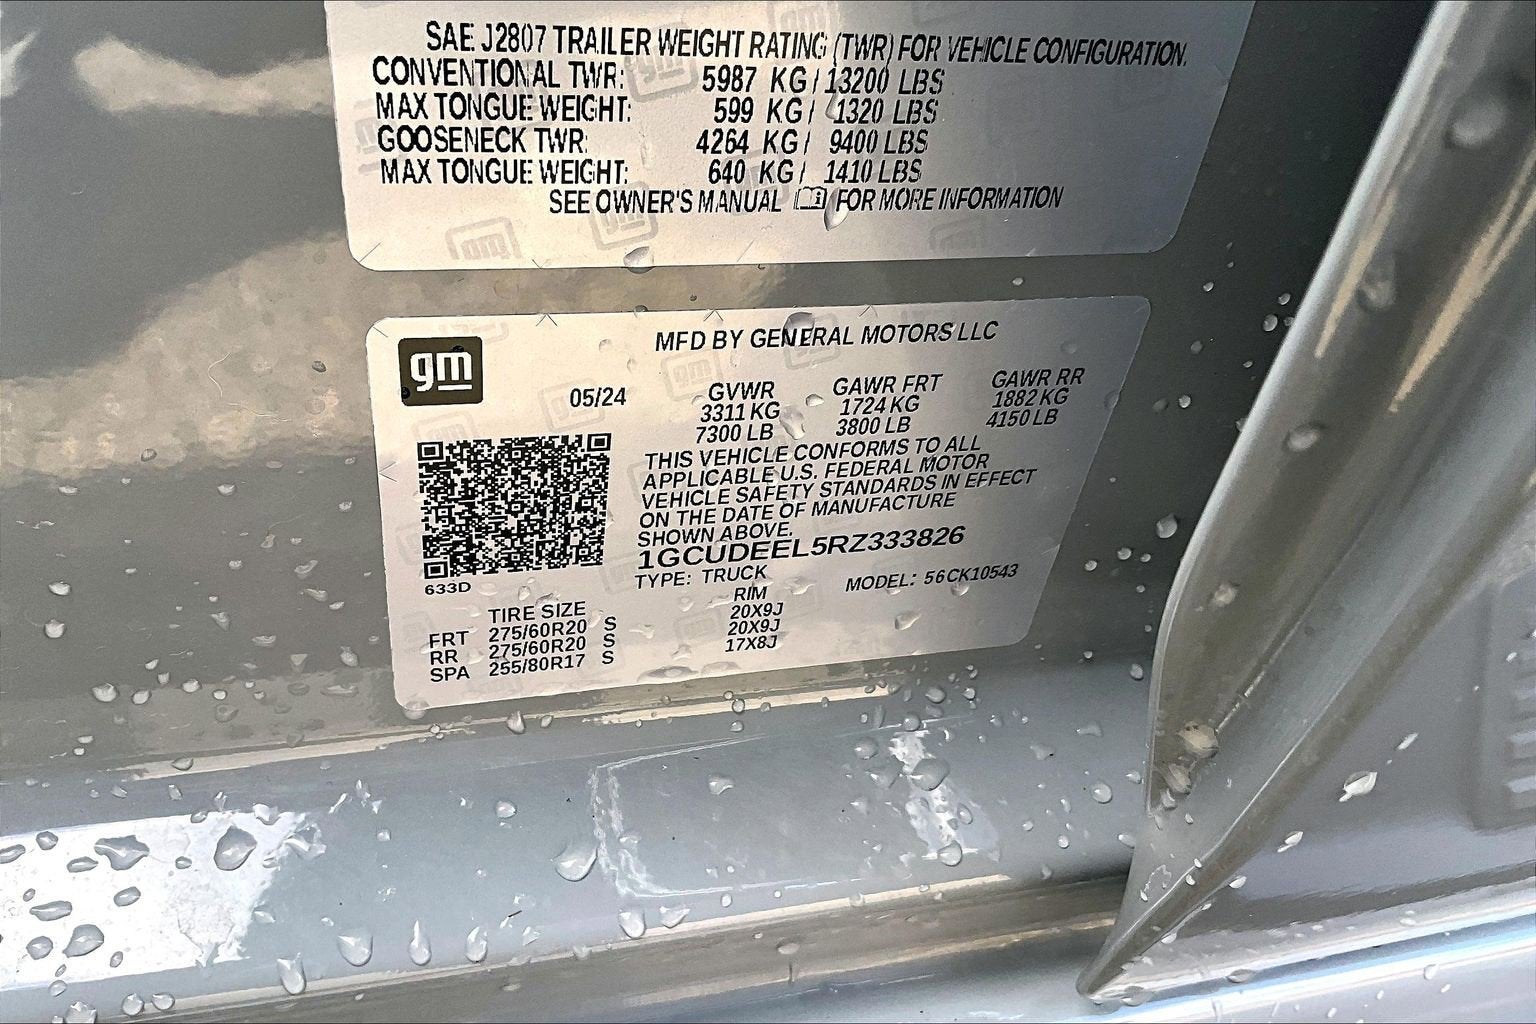 SAE J2807 TRAILER WEIGHT RATING (TWR) FOR VEHICLE CONFIGURATION.
CONVENTIONAL TWR: 5987 KG / 13200 LBS
MAX TONGUE WEIGHT: 599 KG / 1320 LBS
GOOSENECK TWR: 4264 KG / 9400 LBS
MAX TONGUE WEIGHT: 640 KG / 1410 LBS
SEE OWNER'S MANUAL FOR MORE INFORMATION
gm
MFD BY GENERAL MOTORS LLC
05/24 GVWR GAWR FRT GAWR RR
3311 KG 1724 KG 1882 KG
7300 LB 3800 LB 4150 LB
THIS VEHICLE CONFORMS TO ALL
APPLICABLE U.S. FEDERAL MOTOR
VEHICLE SAFETY STANDARDS IN EFFECT
ON THE DATE OF MANUFACTURE
SHOWN ABOVE.
1GCUDEEL5RZ333826
TYPE: TRUCK MODEL: 56CK10543
633D
TIRE SIZE RIM
FRT 275/60R20 S 20X9J
RR 275/60R20 S 20X9J
SPA 255/80R17 S 17X8J